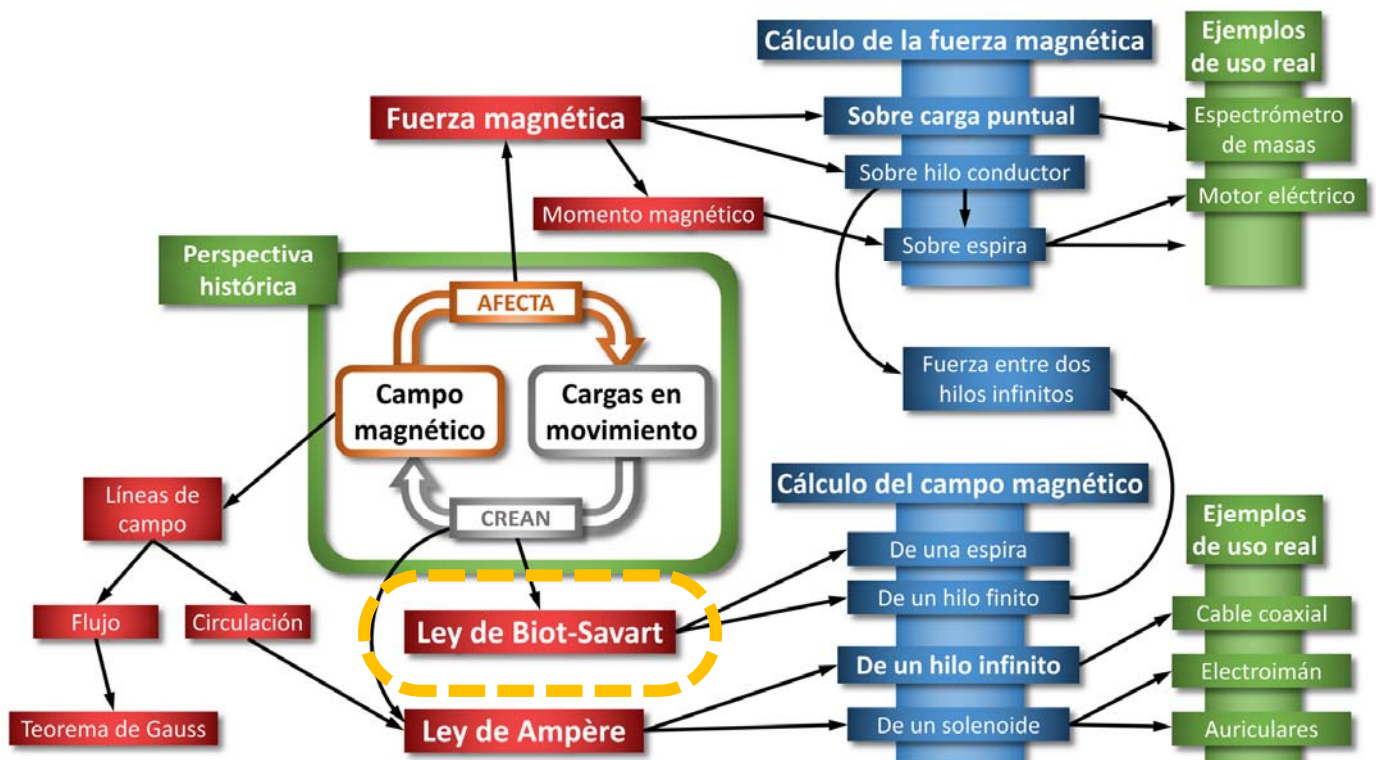 Cálculo de la fuerza magnética
Ejemplos
de uso real
Fuerza magnética
Sobre carga puntual
Espectrómetro
de masas
Sobre hilo conductor
Momento magnético
Motor eléctrico
Sobre espira
Perspectiva
histórica
AFECTA
Campo
magnético
Cargas en
movimiento
Fuerza entre dos
hilos infinitos
CREAN
Líneas de
campo
Flujo
Circulación
Teorema de Gauss
Ley de Biot-Savart
Ley de Ampère
Cálculo del campo magnético
De una espira
De un hilo finito
De un hilo infinito
De un solenoide
Ejemplos
de uso real
Cable coaxial
Electroimán
Auriculares